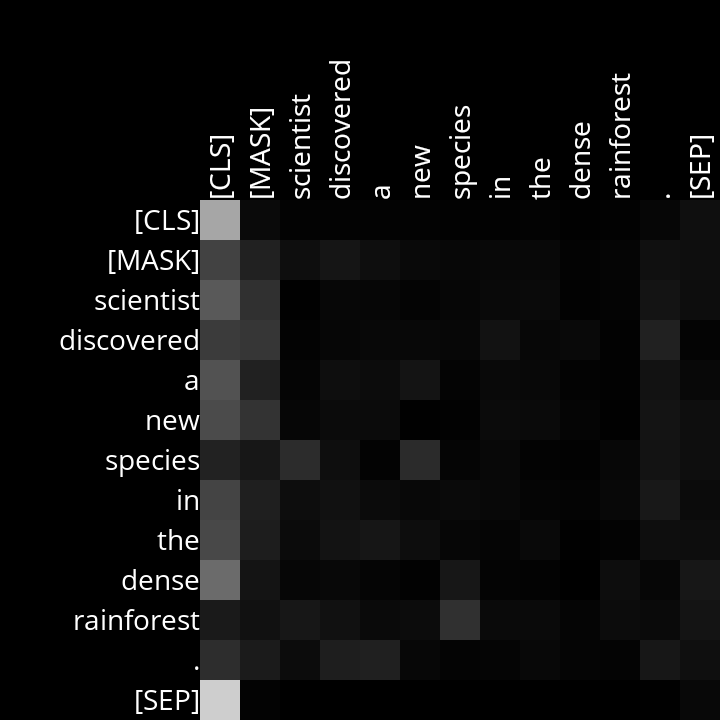 [CLS]
[MASK]
scientist
discovered
a
new
species
in
the
dense
rainforest
.
[SEP]
[CLS]
[MASK]
scientist
discovered
a
new
species
in
the
dense
rainforest
.
[SEP]